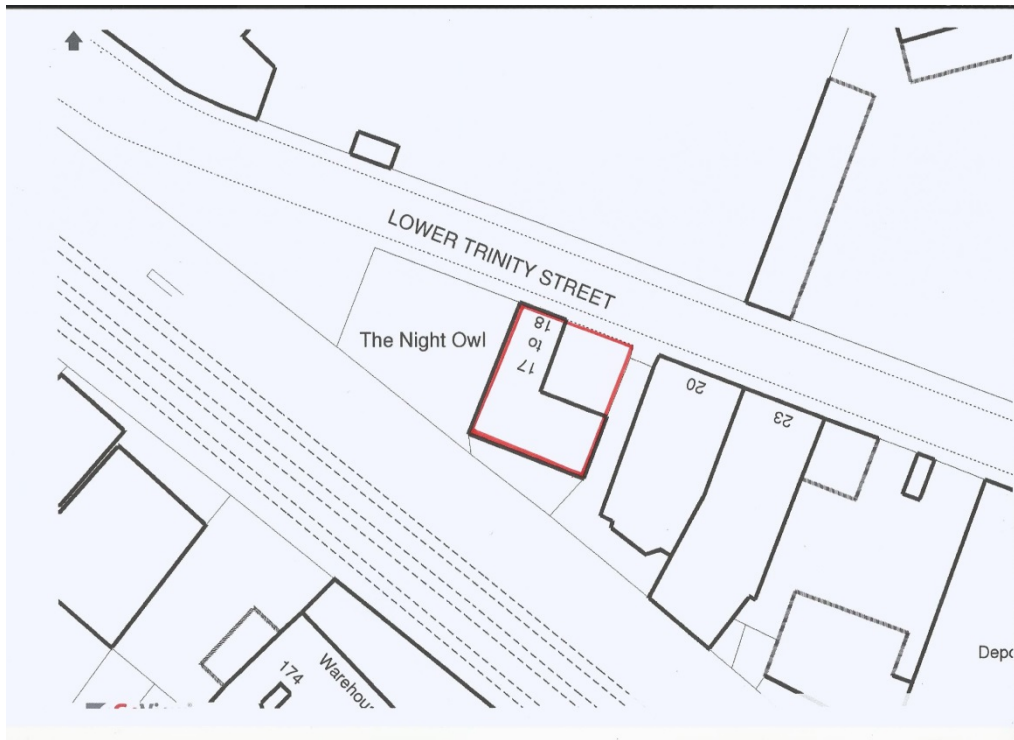 LOWER TRINITY STREET
The Night Owl
18
to
17
20
23
174
Warehou
Depo